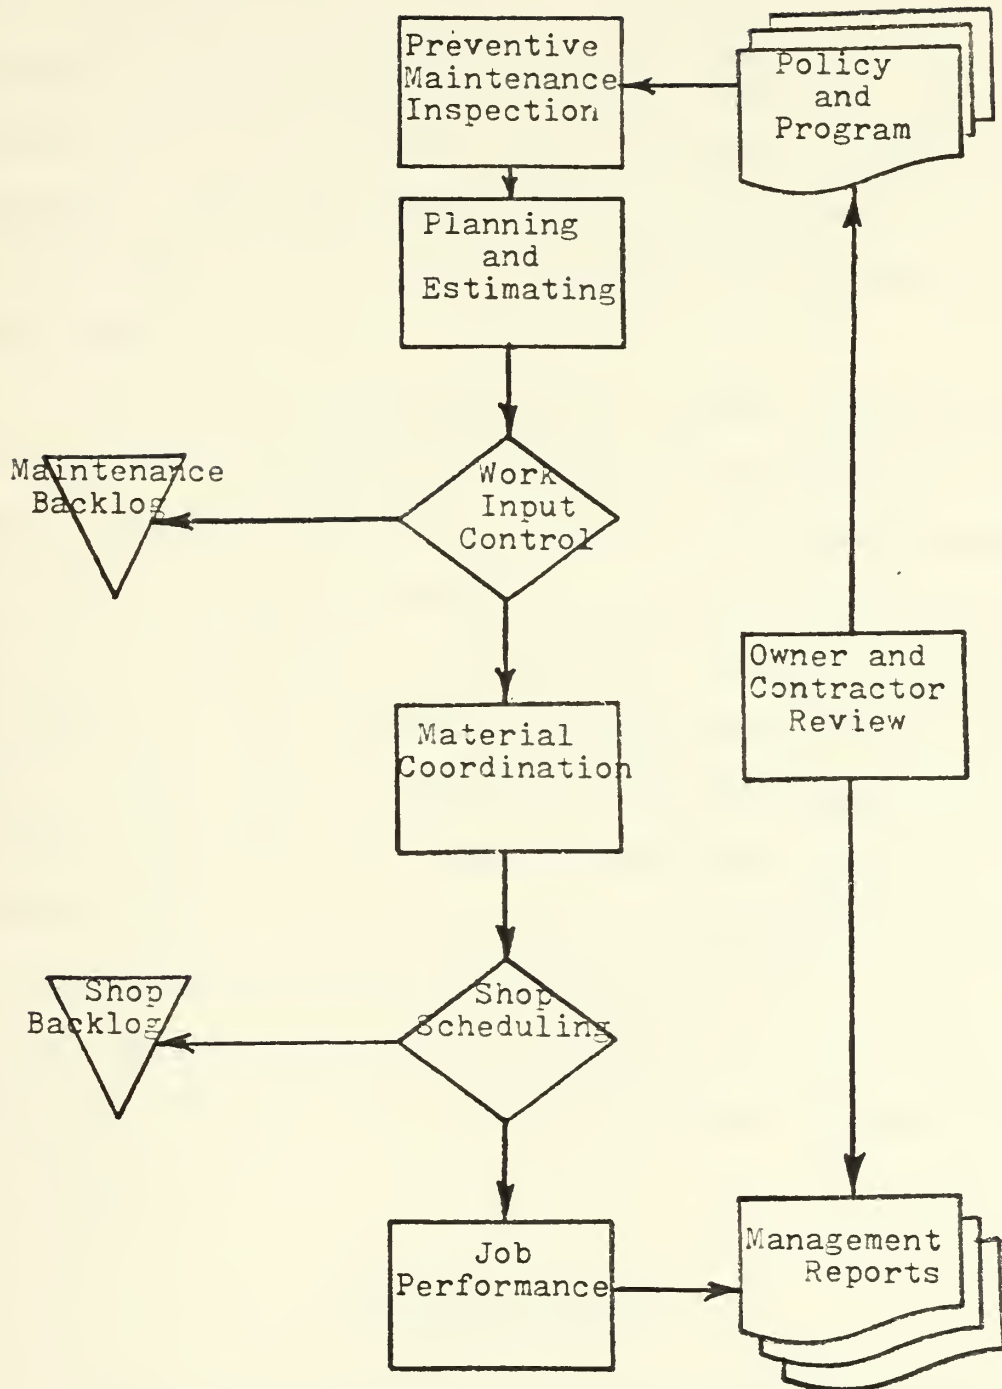 Preventive
Maintenance
Inspection
Policy
and
Program
Planning
and
Estimating
Maintenance
Backlog
Work
Input
Control
Owner and
Contractor
Review
Material
Coordination
Shop
Backlog
Shop
Scheduling
Job
Performance
Management
Reports